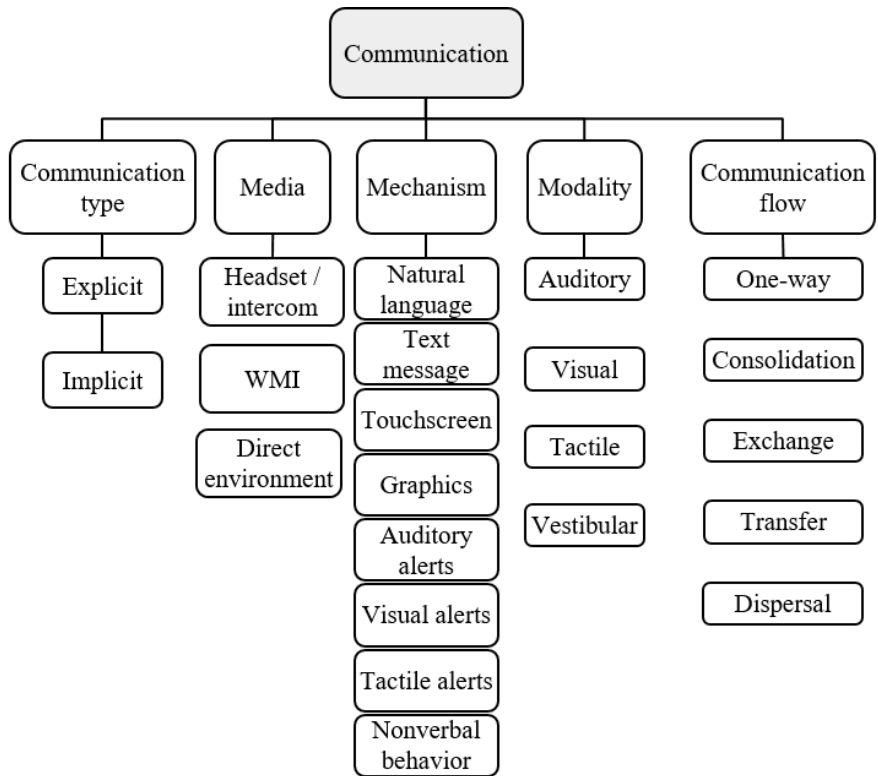 Communication
Communication
type
Media
Mechanism
Modality
Communication
flow
Explicit
Implicit
Headset /
intercom
WMI
Direct
environment
Natural
language
Text
message
Touchscreen
Graphics
Auditory
alerts
Visual alerts
Tactile alerts
Nonverbal
behavior
Auditory
Visual
Tactile
Vestibular
One-way
Consolidation
Exchange
Transfer
Dispersal